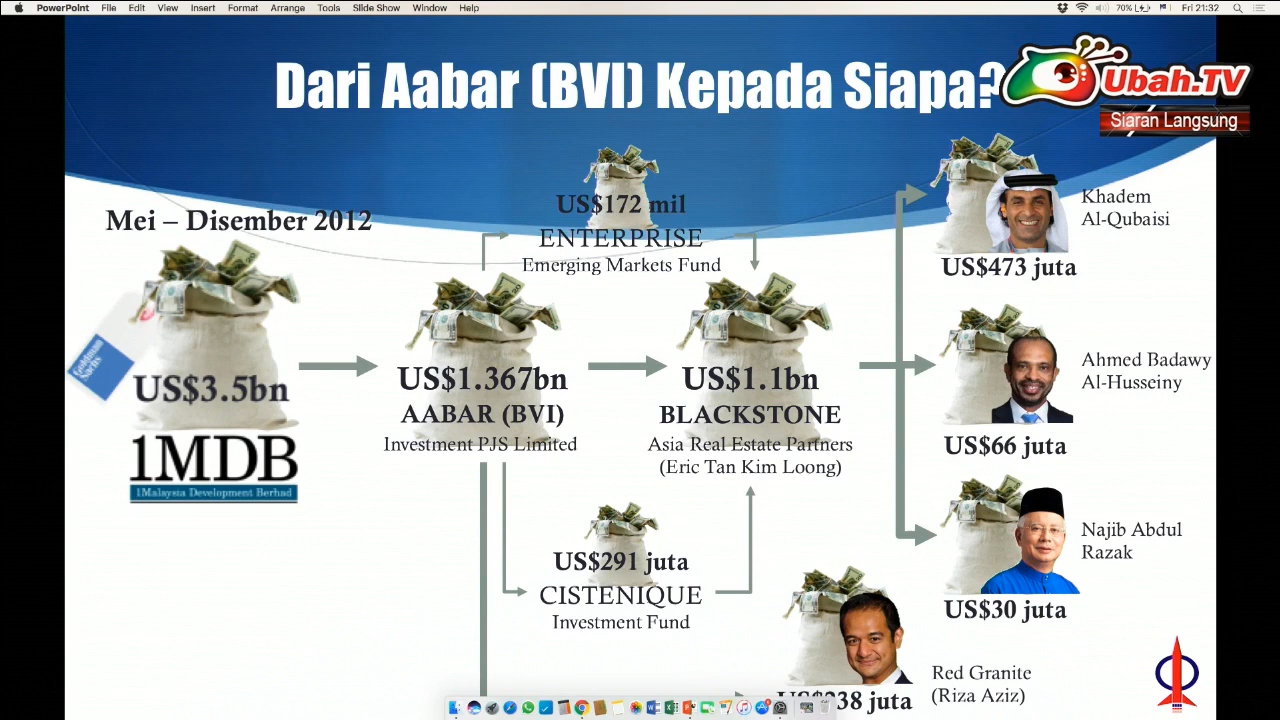 PowerPoint File Edit View Insert Format Arrange Tools Slide Show Window Help 70% Fri 21:32
Dari Aabar (BVI) Kepada Siapa?
Ubah.TV
Siaran Langsung
Mei – Disember 2012
Goldman
Sachs
US$3.5bn
1MDB
1Malaysia Development Berhad
US$172 mil
ENTERPRISE
Emerging Markets Fund
US$1.367bn
AABAR (BVI)
Investment PJS Limited
US$1.1bn
BLACKSTONE
Asia Real Estate Partners
(Eric Tan Kim Loong)
US$291 juta
CISTENIQUE
Investment Fund
Khadem
Al-Qubaisi
US$473 juta
Ahmed Badawy
Al-Husseiny
US$66 juta
Najib Abdul
Razak
US$30 juta
Red Granite
(Riza Aziz)
US$238 juta